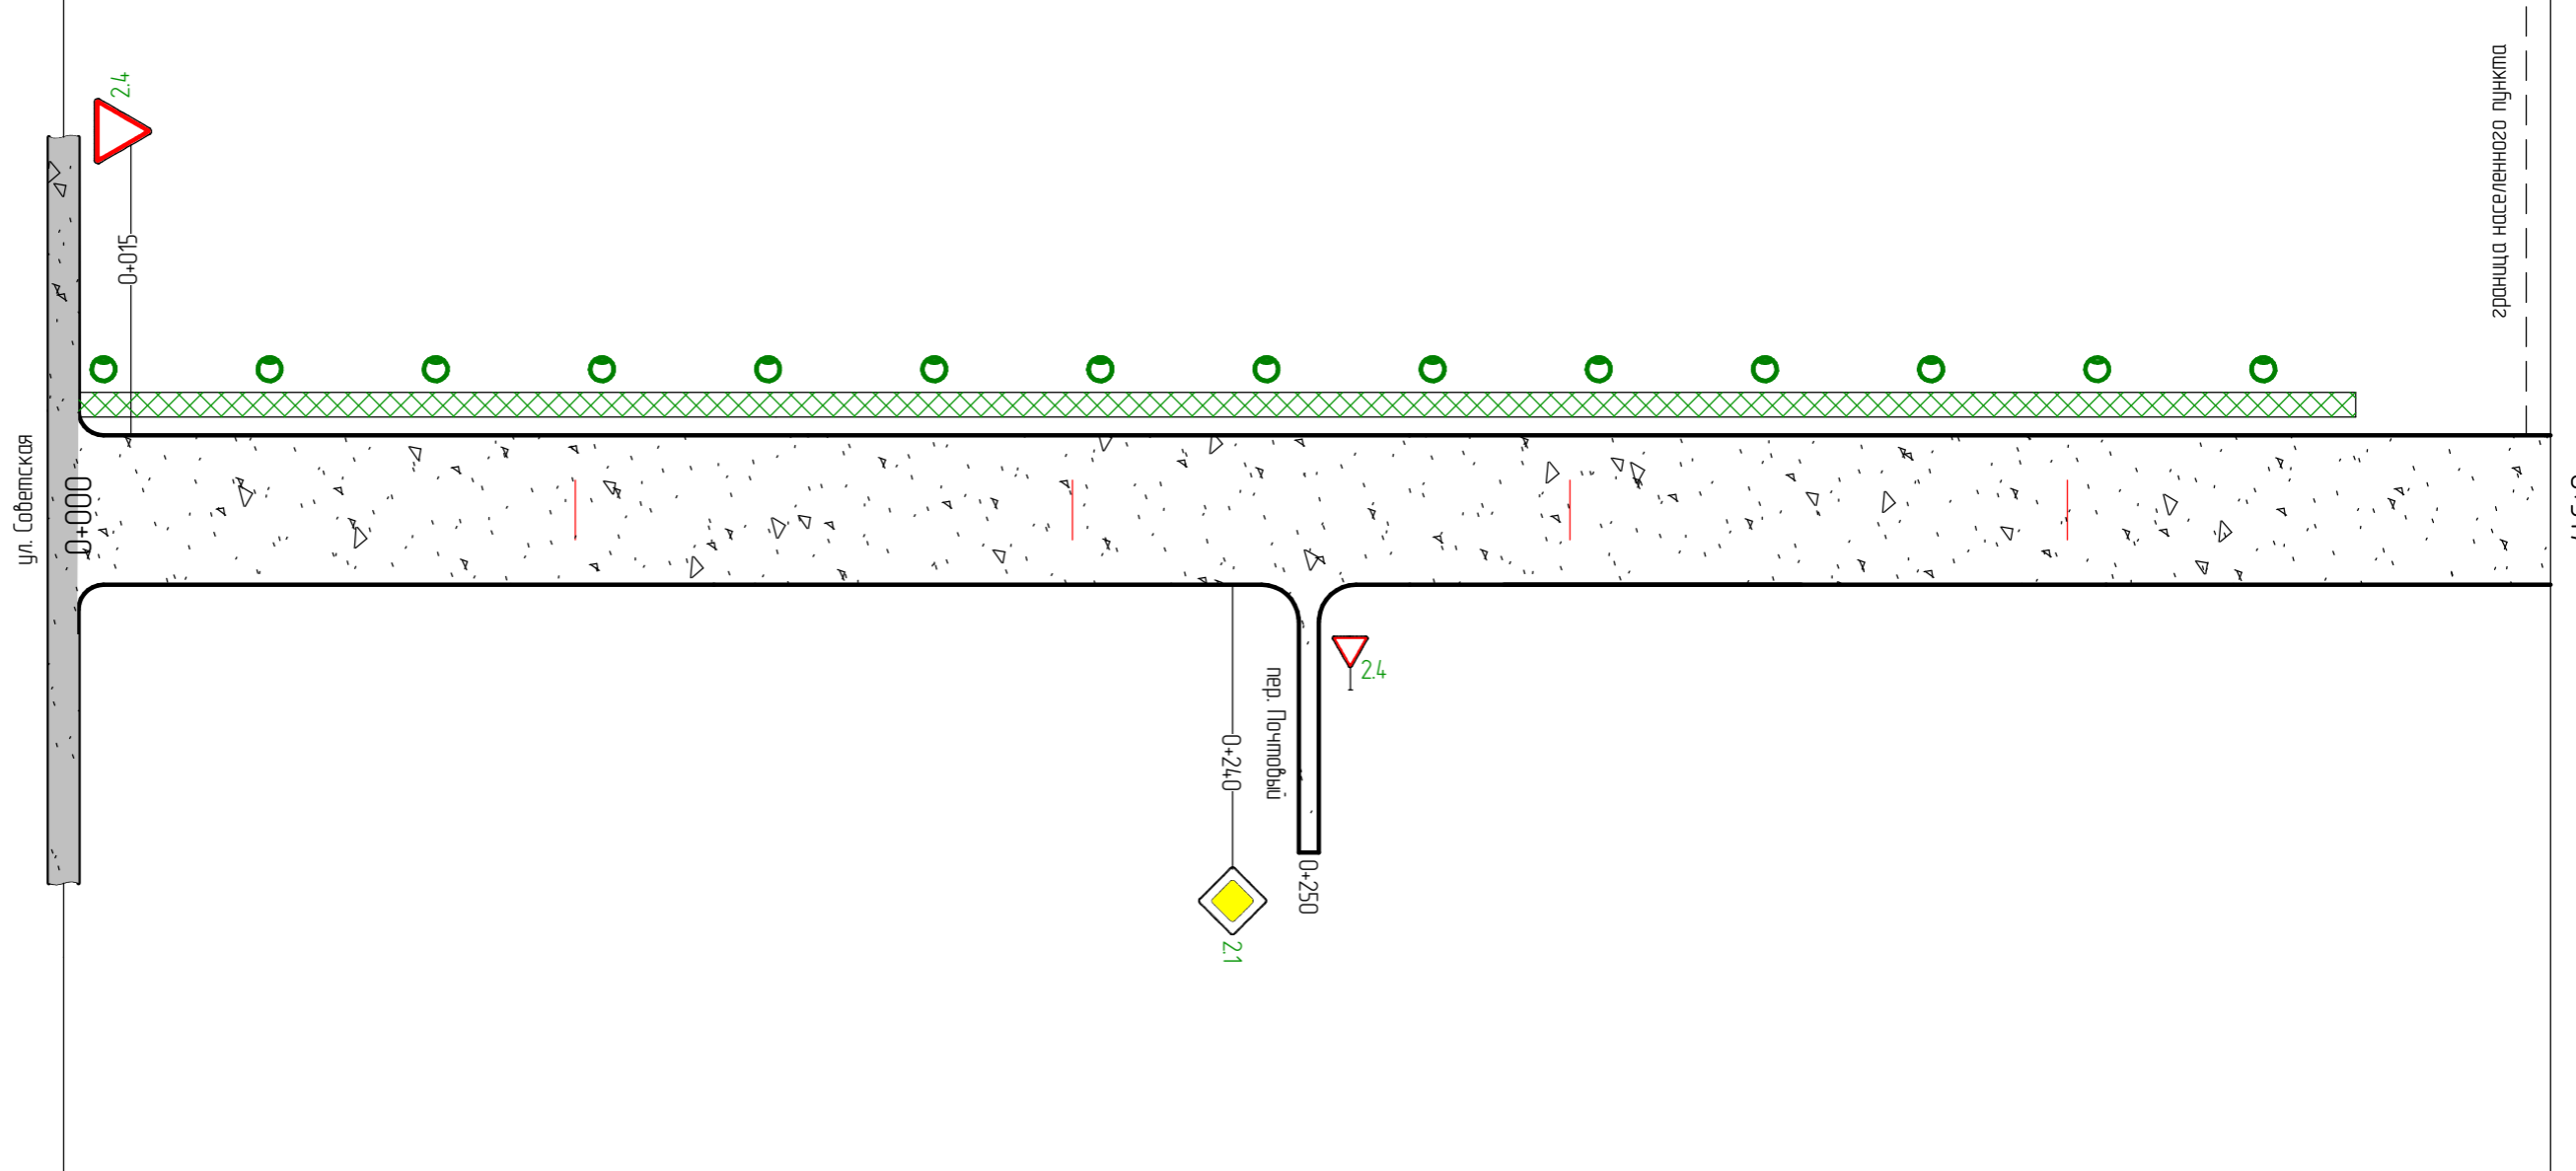 2.4
0+015
ул. Советская
0+000
граница населенного пункта
2.4
пер. Почтовый
0+240
0+250
2.1